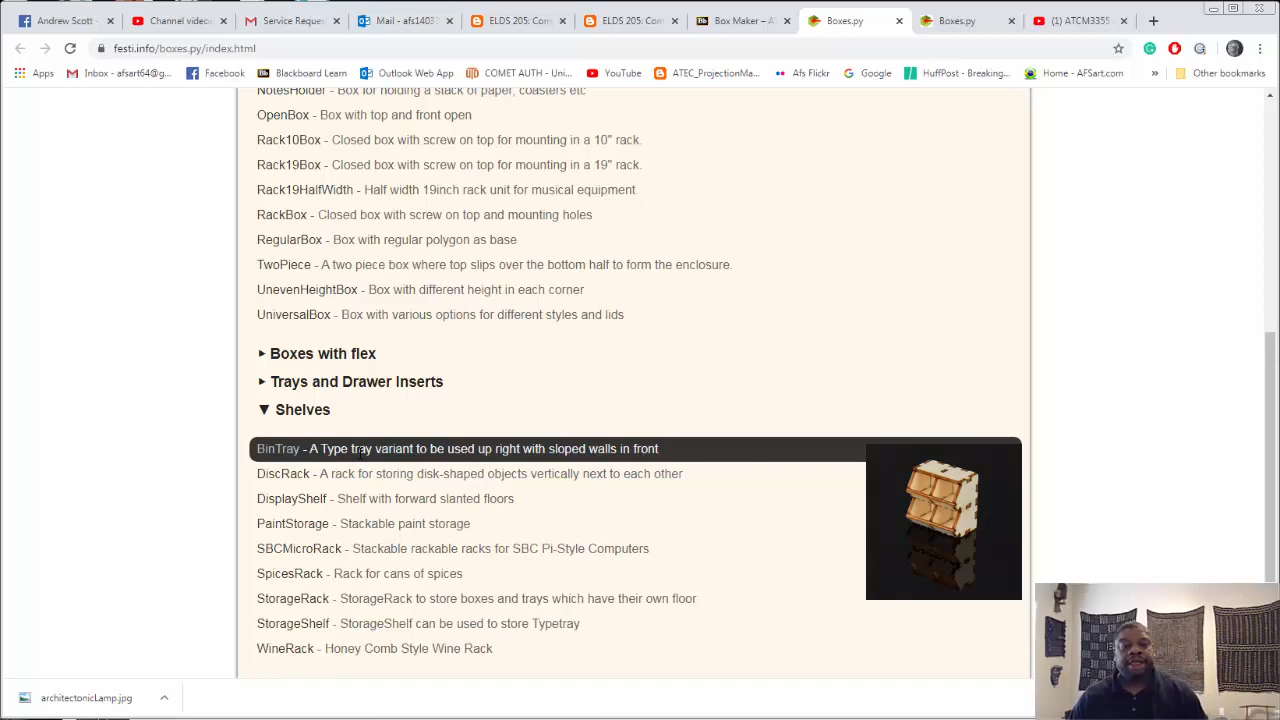 Andrew Scott
Channel video
Service Reques
Mail - afs14033
ELDS 205: Com
ELDS 205: Com
Box Maker – A
Boxes.py
Boxes.py
(1) ATCM3355
festi.info/boxes.py/index.html
Apps
Inbox - afsart64@g...
Facebook
Blackboard Learn
Outlook Web App
COMET AUTH - Uni...
YouTube
ATEC_ProjectionMa...
Afs Flickr
Google
HuffPost - Breaking...
Home - AFSart.com
»
Other bookmarks
NotesHolder - Box for holding a stack of paper, coasters etc
OpenBox - Box with top and front open
Rack10Box - Closed box with screw on top for mounting in a 10" rack.
Rack19Box - Closed box with screw on top for mounting in a 19" rack.
Rack19HalfWidth - Half width 19inch rack unit for musical equipment.
RackBox - Closed box with screw on top and mounting holes
RegularBox - Box with regular polygon as base
TwoPiece - A two piece box where top slips over the bottom half to form the enclosure.
UnevenHeightBox - Box with different height in each corner
UniversalBox - Box with various options for different styles and lids
Boxes with flex
Trays and Drawer Inserts
Shelves
BinTray - A Type tray variant to be used up right with sloped walls in front
DiscRack - A rack for storing disk-shaped objects vertically next to each other
DisplayShelf - Shelf with forward slanted floors
PaintStorage - Stackable paint storage
SBCMicroRack - Stackable rackable racks for SBC Pi-Style Computers
SpicesRack - Rack for cans of spices
StorageRack - StorageRack to store boxes and trays which have their own floor
StorageShelf - StorageShelf can be used to store Typetray
WineRack - Honey Comb Style Wine Rack
architectonicLamp.jpg